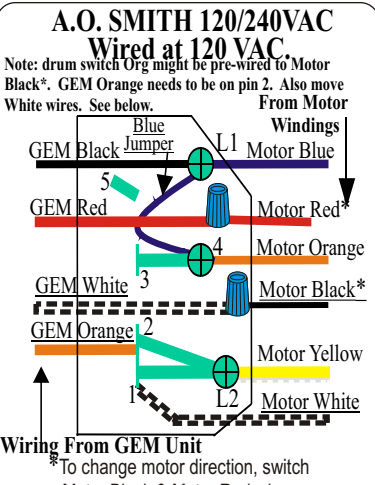 A.O. SMITH 120/240VAC
Wired at 120 VAC.
Note: drum switch Org might be pre-wired to Motor
Black*. GEM Orange needs to be on pin 2. Also move
White wires. See below.
From Motor
Windings
Blue
Jumper
L1
GEM Black
Motor Blue
5
GEM Red
Motor Red*
4
Motor Orange
3
GEM White
Motor Black*
GEM Orange
2
Motor Yellow
1
L2
Motor White
Wiring From GEM Unit
*To change motor direction, switch